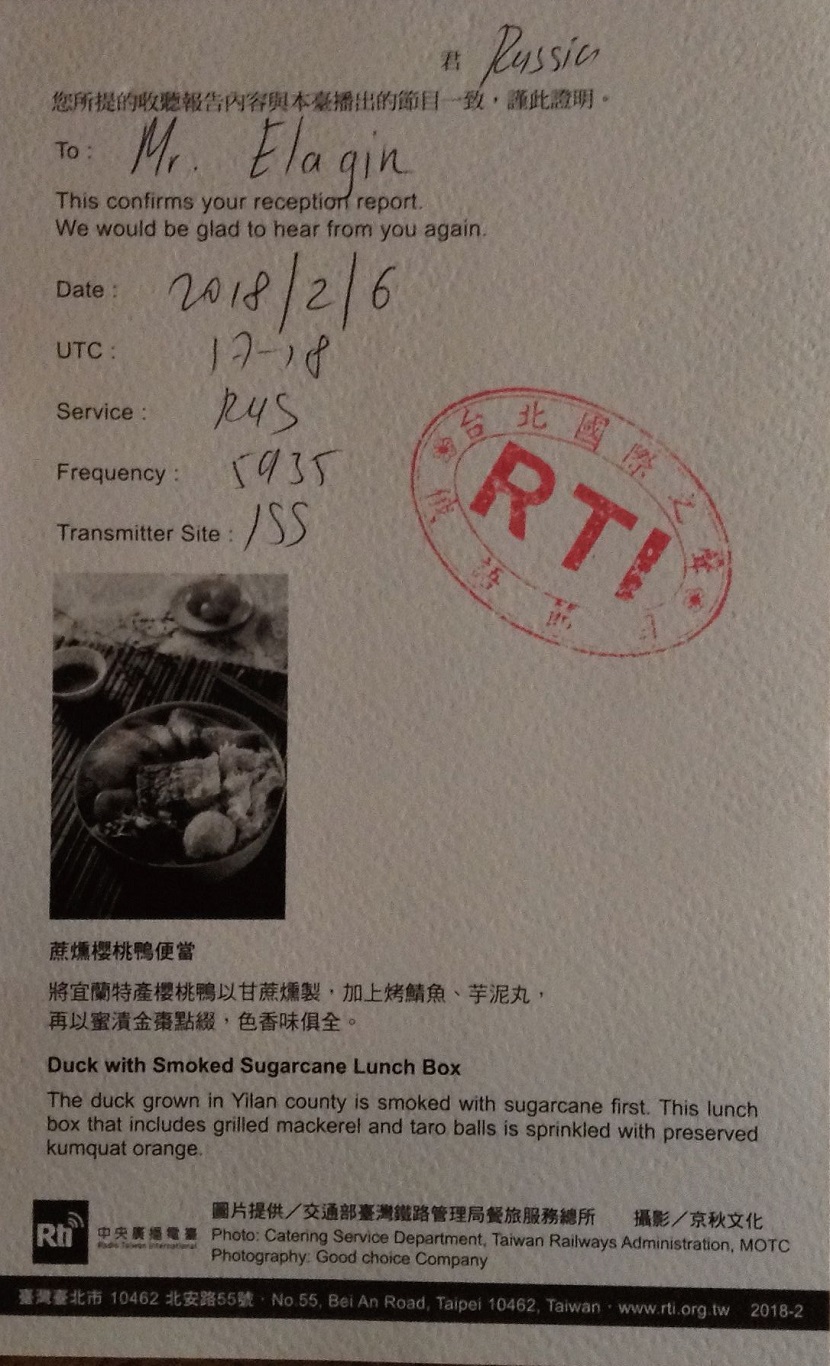 君 Russia
您所提的收聽報告內容與本臺播出的節目一致，謹此證明。
To : Mr. Elagin
This confirms your reception report.
We would be glad to hear from you again.
Date : 2018/2/6
UTC : 17-18
Service : RUS
Frequency : 5935
Transmitter Site : ISS
台北國際之聲
RTI
蔗燻櫻桃鴨便當
將宜蘭特產櫻桃鴨以甘蔗燻製，加上烤鯖魚、芋泥丸，
再以蜜漬金棗點綴，色香味俱全。
Duck with Smoked Sugarcane Lunch Box
The duck grown in Yilan county is smoked with sugarcane first. This lunch
box that includes grilled mackerel and taro balls is sprinkled with preserved
kumquat orange.
Rti 中央廣播電臺
Radio Taiwan International
圖片提供／交通部臺灣鐵路管理局餐旅服務總所 攝影／京秋文化
Photo: Catering Service Department, Taiwan Railways Administration, MOTC
Photography: Good choice Company
臺灣臺北市 10462 北安路55號 · No.55, Bei An Road, Taipei 10462, Taiwan · www.rti.org.tw 2018-2